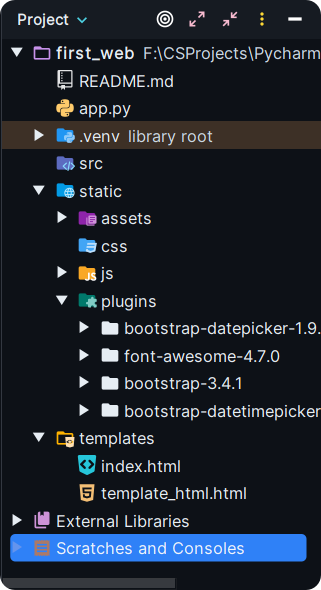 Project
first_web F:\CSProjects\Pycharm
README.md
app.py
.venv library root
src
static
assets
css
JS js
plugins
bootstrap-datepicker-1.9.
font-awesome-4.7.0
bootstrap-3.4.1
bootstrap-datetimepicker
templates
index.html
template_html.html
External Libraries
Scratches and Consoles